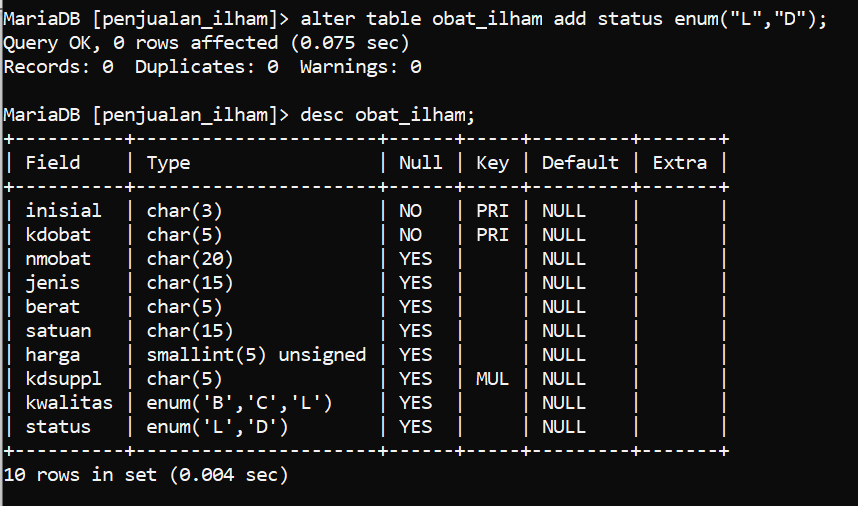 MariaDB [penjualan_ilham]> alter table obat_ilham add status enum("L","D");
Query OK, 0 rows affected (0.075 sec)
Records: 0  Duplicates: 0  Warnings: 0

MariaDB [penjualan_ilham]> desc obat_ilham;
+----------+----------------------+------+-----+---------+-------+
| Field    | Type                 | Null | Key | Default | Extra |
+----------+----------------------+------+-----+---------+-------+
| inisial  | char(3)              | NO   | PRI | NULL    |       |
| kdobat   | char(5)              | NO   | PRI | NULL    |       |
| nmobat   | char(20)             | YES  |     | NULL    |       |
| jenis    | char(15)             | YES  |     | NULL    |       |
| berat    | char(5)              | YES  |     | NULL    |       |
| satuan   | char(15)             | YES  |     | NULL    |       |
| harga    | smallint(5) unsigned | YES  |     | NULL    |       |
| kdsuppl  | char(5)              | YES  | MUL | NULL    |       |
| kwalitas | enum('B','C','L')    | YES  |     | NULL    |       |
| status   | enum('L','D')        | YES  |     | NULL    |       |
+----------+----------------------+------+-----+---------+-------+
10 rows in set (0.004 sec)